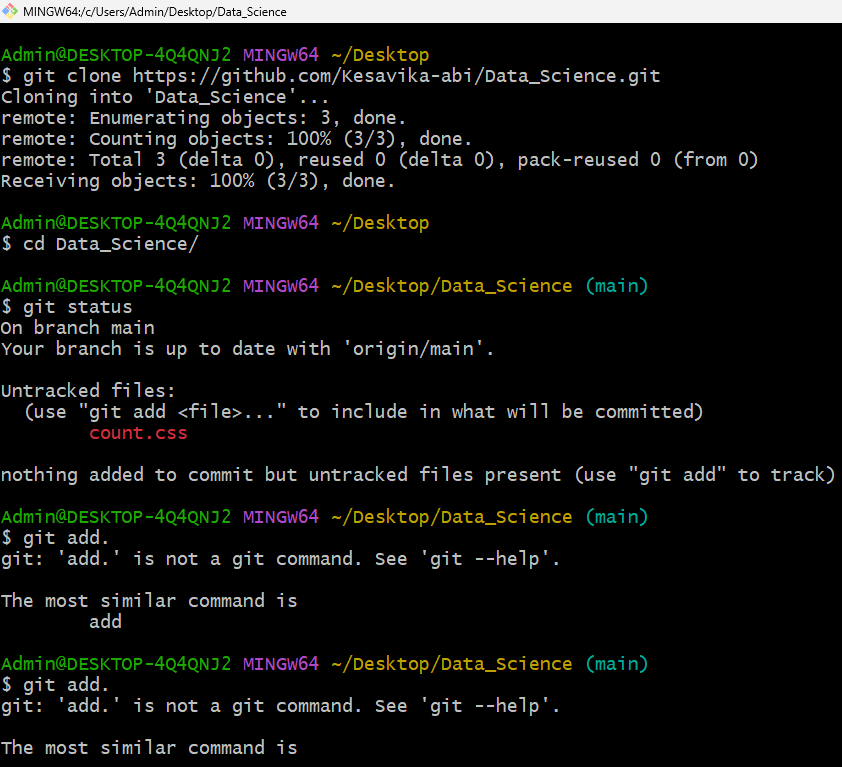 MINGW64:/c/Users/Admin/Desktop/Data_Science
Admin@DESKTOP-4Q4QNJ2 MINGW64 ~/Desktop
$ git clone https://github.com/Kesavika-abi/Data_Science.git
Cloning into 'Data_Science'...
remote: Enumerating objects: 3, done.
remote: Counting objects: 100% (3/3), done.
remote: Total 3 (delta 0), reused 0 (delta 0), pack-reused 0 (from 0)
Receiving objects: 100% (3/3), done.
Admin@DESKTOP-4Q4QNJ2 MINGW64 ~/Desktop
$ cd Data_Science/
Admin@DESKTOP-4Q4QNJ2 MINGW64 ~/Desktop/Data_Science (main)
$ git status
On branch main
Your branch is up to date with 'origin/main'.
Untracked files:
  (use "git add <file>..." to include in what will be committed)
        count.css
nothing added to commit but untracked files present (use "git add" to track)
Admin@DESKTOP-4Q4QNJ2 MINGW64 ~/Desktop/Data_Science (main)
$ git add.
git: 'add.' is not a git command. See 'git --help'.
The most similar command is
        add
Admin@DESKTOP-4Q4QNJ2 MINGW64 ~/Desktop/Data_Science (main)
$ git add.
git: 'add.' is not a git command. See 'git --help'.
The most similar command is